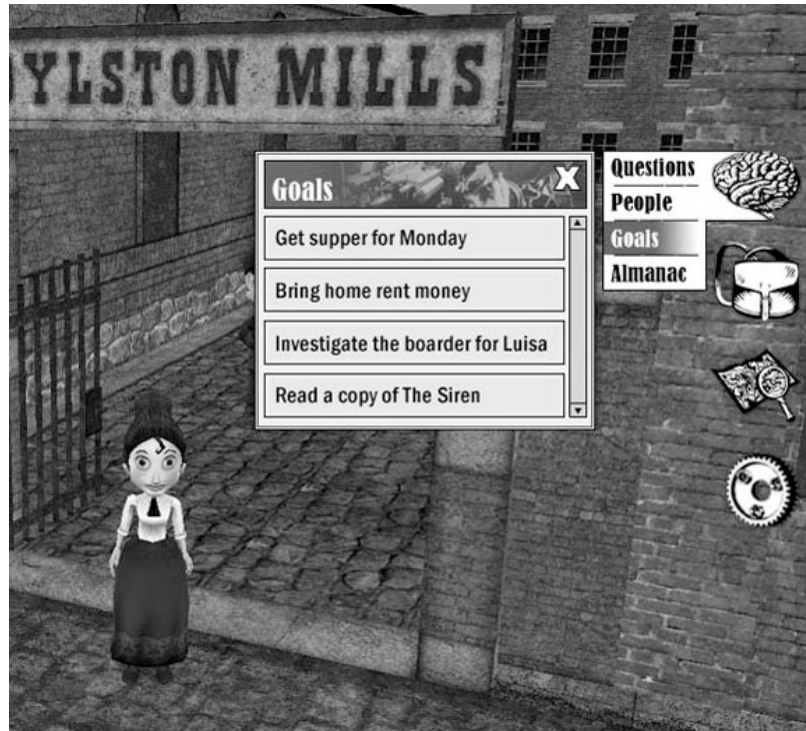 YLSTON MILLS
Goals
X
Get supper for Monday
Bring home rent money
Investigate the boarder for Luisa
Read a copy of The Siren
Questions
People
Goals
Almanac